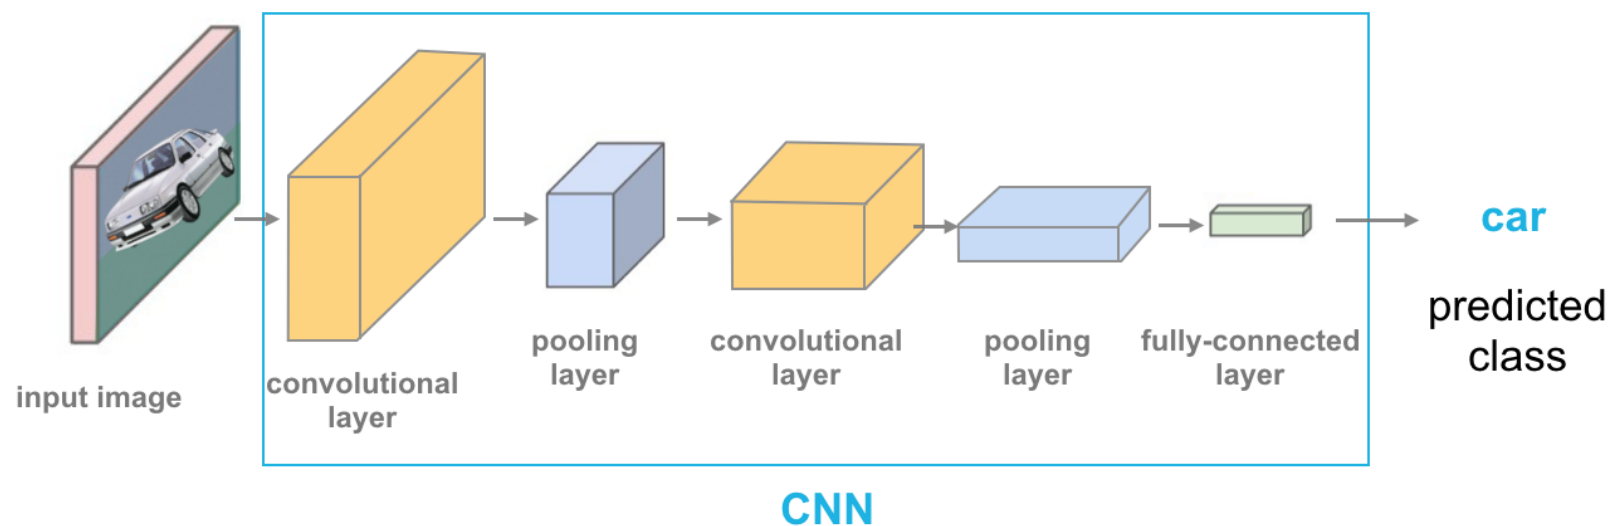 input image
convolutional
layer
pooling
layer
convolutional
layer
pooling
layer
fully-connected
layer
car
predicted
class
CNN